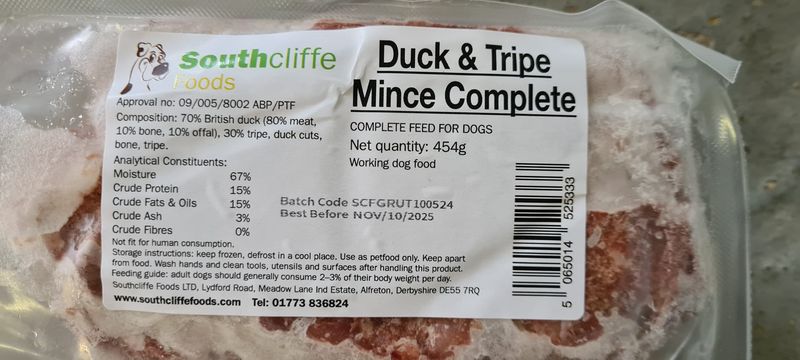 Southcliffe
Foods
Duck & Tripe
Mince Complete
COMPLETE FEED FOR DOGS
Net quantity: 454g
Working dog food
Approval no: 09/005/8002 ABP/PTF
Composition: 70% British duck (80% meat,
10% bone, 10% offal), 30% tripe, duck cuts,
bone, tripe.
Analytical Constituents:
Moisture 67%
Crude Protein 15%
Crude Fats & Oils 15%
Crude Ash 3%
Crude Fibres 0%
Batch Code SCFGRUT100524
Best Before NOV/10/2025
Not fit for human consumption.
Storage instructions: keep frozen, defrost in a cool place. Use as petfood only. Keep apart
from food. Wash hands and clean tools, utensils and surfaces after handling this product.
Feeding guide: adult dogs should generally consume 2–3% of their body weight per day.
Southcliffe Foods LTD, Lydford Road, Meadow Lane Ind Estate, Alfreton, Derbyshire DE55 7RQ
www.southcliffefoods.com Tel: 01773 836824
5 065014 525333